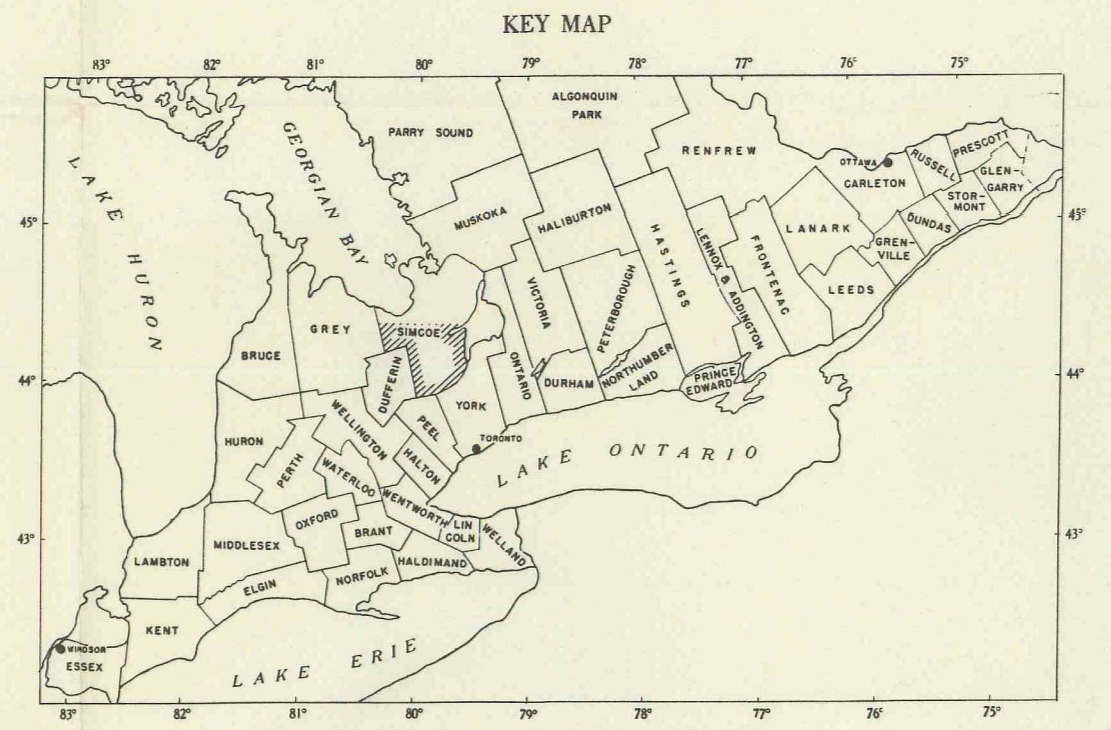 KEY MAP
83° 82° 81° 80° 79° 78° 77° 76° 75°
ALGONQUIN
PARK
PARRY SOUND
GEORGIAN BAY
LAKE HURON
RENFREW
OTTAWA
CARLETON
RUSSELL
PRESCOTT
GLEN-
GARRY
STOR-
MONT
DUNDAS
GREN-
VILLE
45°
45°
MUSKOKA
HALIBURTON
HASTINGS
LENNOX & ADDINGTON
FRONTENAC
LANARK
LEEDS
VICTORIA
PETERBOROUGH
GREY
SIMCOE
BRUCE
DUFFERIN
ONTARIO
DURHAM
NORTHUMBER
LAND
PRINCE
EDWARD
44°
44°
YORK
PEEL
WELLINGTON
HURON
TORONTO
HALTON
PERTH
WATERLOO
LAKE ONTARIO
WENTWORTH
OXFORD
BRANT
LIN
COLN
WELLAND
43°
43°
MIDDLESEX
LAMBTON
HALDIMAND
NORFOLK
ELGIN
KENT
WINDSOR
ESSEX
LAKE ERIE
83° 82° 81° 80° 79° 78° 77° 76° 75°